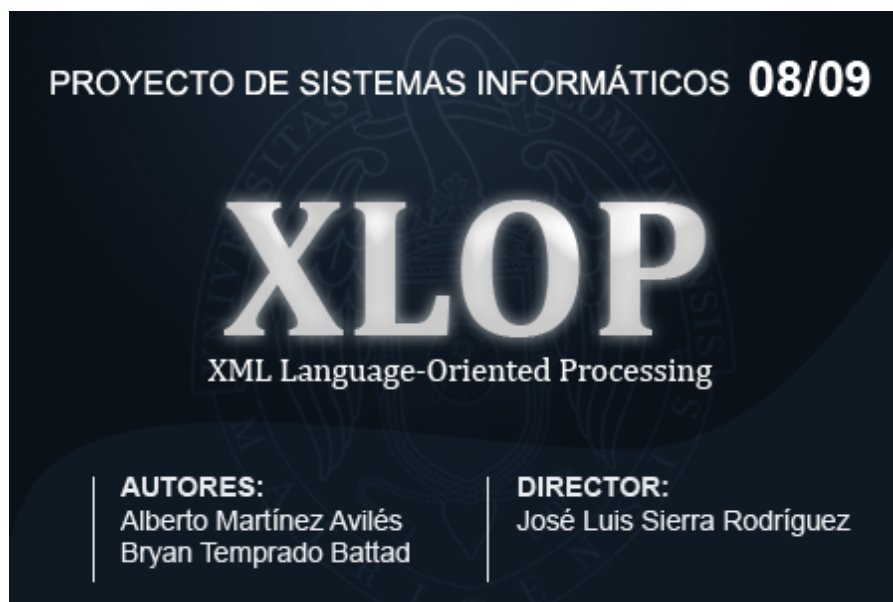 PROYECTO DE SISTEMAS INFORMÁTICOS 08/09
XLOP
XML Language-Oriented Processing
AUTORES:
Alberto Martínez Avilés
Bryan Temprado Battad
DIRECTOR:
José Luis Sierra Rodríguez